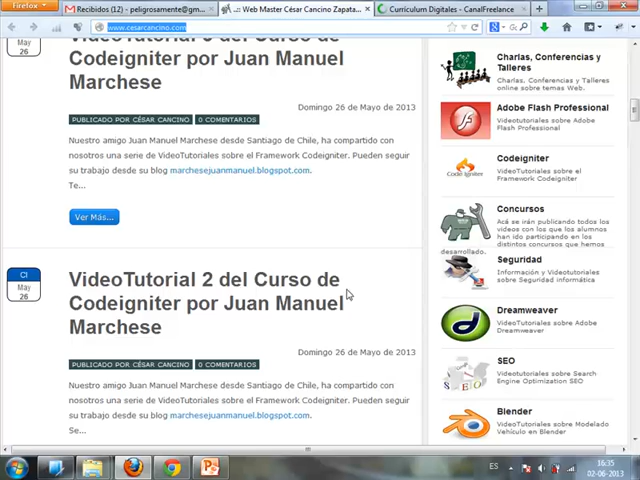 Firefox
Recibidos (12) - peligrosamente@gm...
.:: Web Master César Cancino Zapata...
Curriculum Digitales - CanalFreelance
www.cesarcancino.com
Google
May
26
VideoTutorial 3 del Curso de
Codeigniter por Juan Manuel
Marchese
Domingo 26 de Mayo de 2013
PUBLICADO POR CÉSAR CANCINO
0 COMENTARIOS
Nuestro amigo Juan Manuel Marchese desde Santiago de Chile, ha compartido con
nosotros una serie de VideoTutoriales sobre el Framework Codeigniter. Pueden seguir
su trabajo desde su blog marchesejuanmanuel.blogspot.com.
Te...
Ver Más...
CI
May
26
VideoTutorial 2 del Curso de
Codeigniter por Juan Manuel
Marchese
Domingo 26 de Mayo de 2013
PUBLICADO POR CÉSAR CANCINO
0 COMENTARIOS
Nuestro amigo Juan Manuel Marchese desde Santiago de Chile, ha compartido con
nosotros una serie de VideoTutoriales sobre el Framework Codeigniter. Pueden seguir
su trabajo desde su blog marchesejuanmanuel.blogspot.com.
Se...
Charlas, Conferencias y
Talleres
Charlas, Conferencias y Talleres
online sobre temas Web.
Adobe Flash Professional
VideoTutoriales sobre Adobe
Flash Professional
Code Igniter
Codeigniter
VideoTutoriales sobre el
Framework Codeigniter
Concursos
Acá se irán publicando todos los
videos con los que los alumnos
han ido participando en los
distintos concursos que hemos
desarrollado.
Seguridad
Información y Videotutoriales
sobre Seguridad informática
Dreamweaver
VideoTutoriales sobre Adobe
Dreamweaver
SEO
Videotutoriales sobre Search
Engine Optimization SEO
Blender
VideoTutoriales sobre Modelado
Vehículo en Blender
ES
16:35
02-06-2013